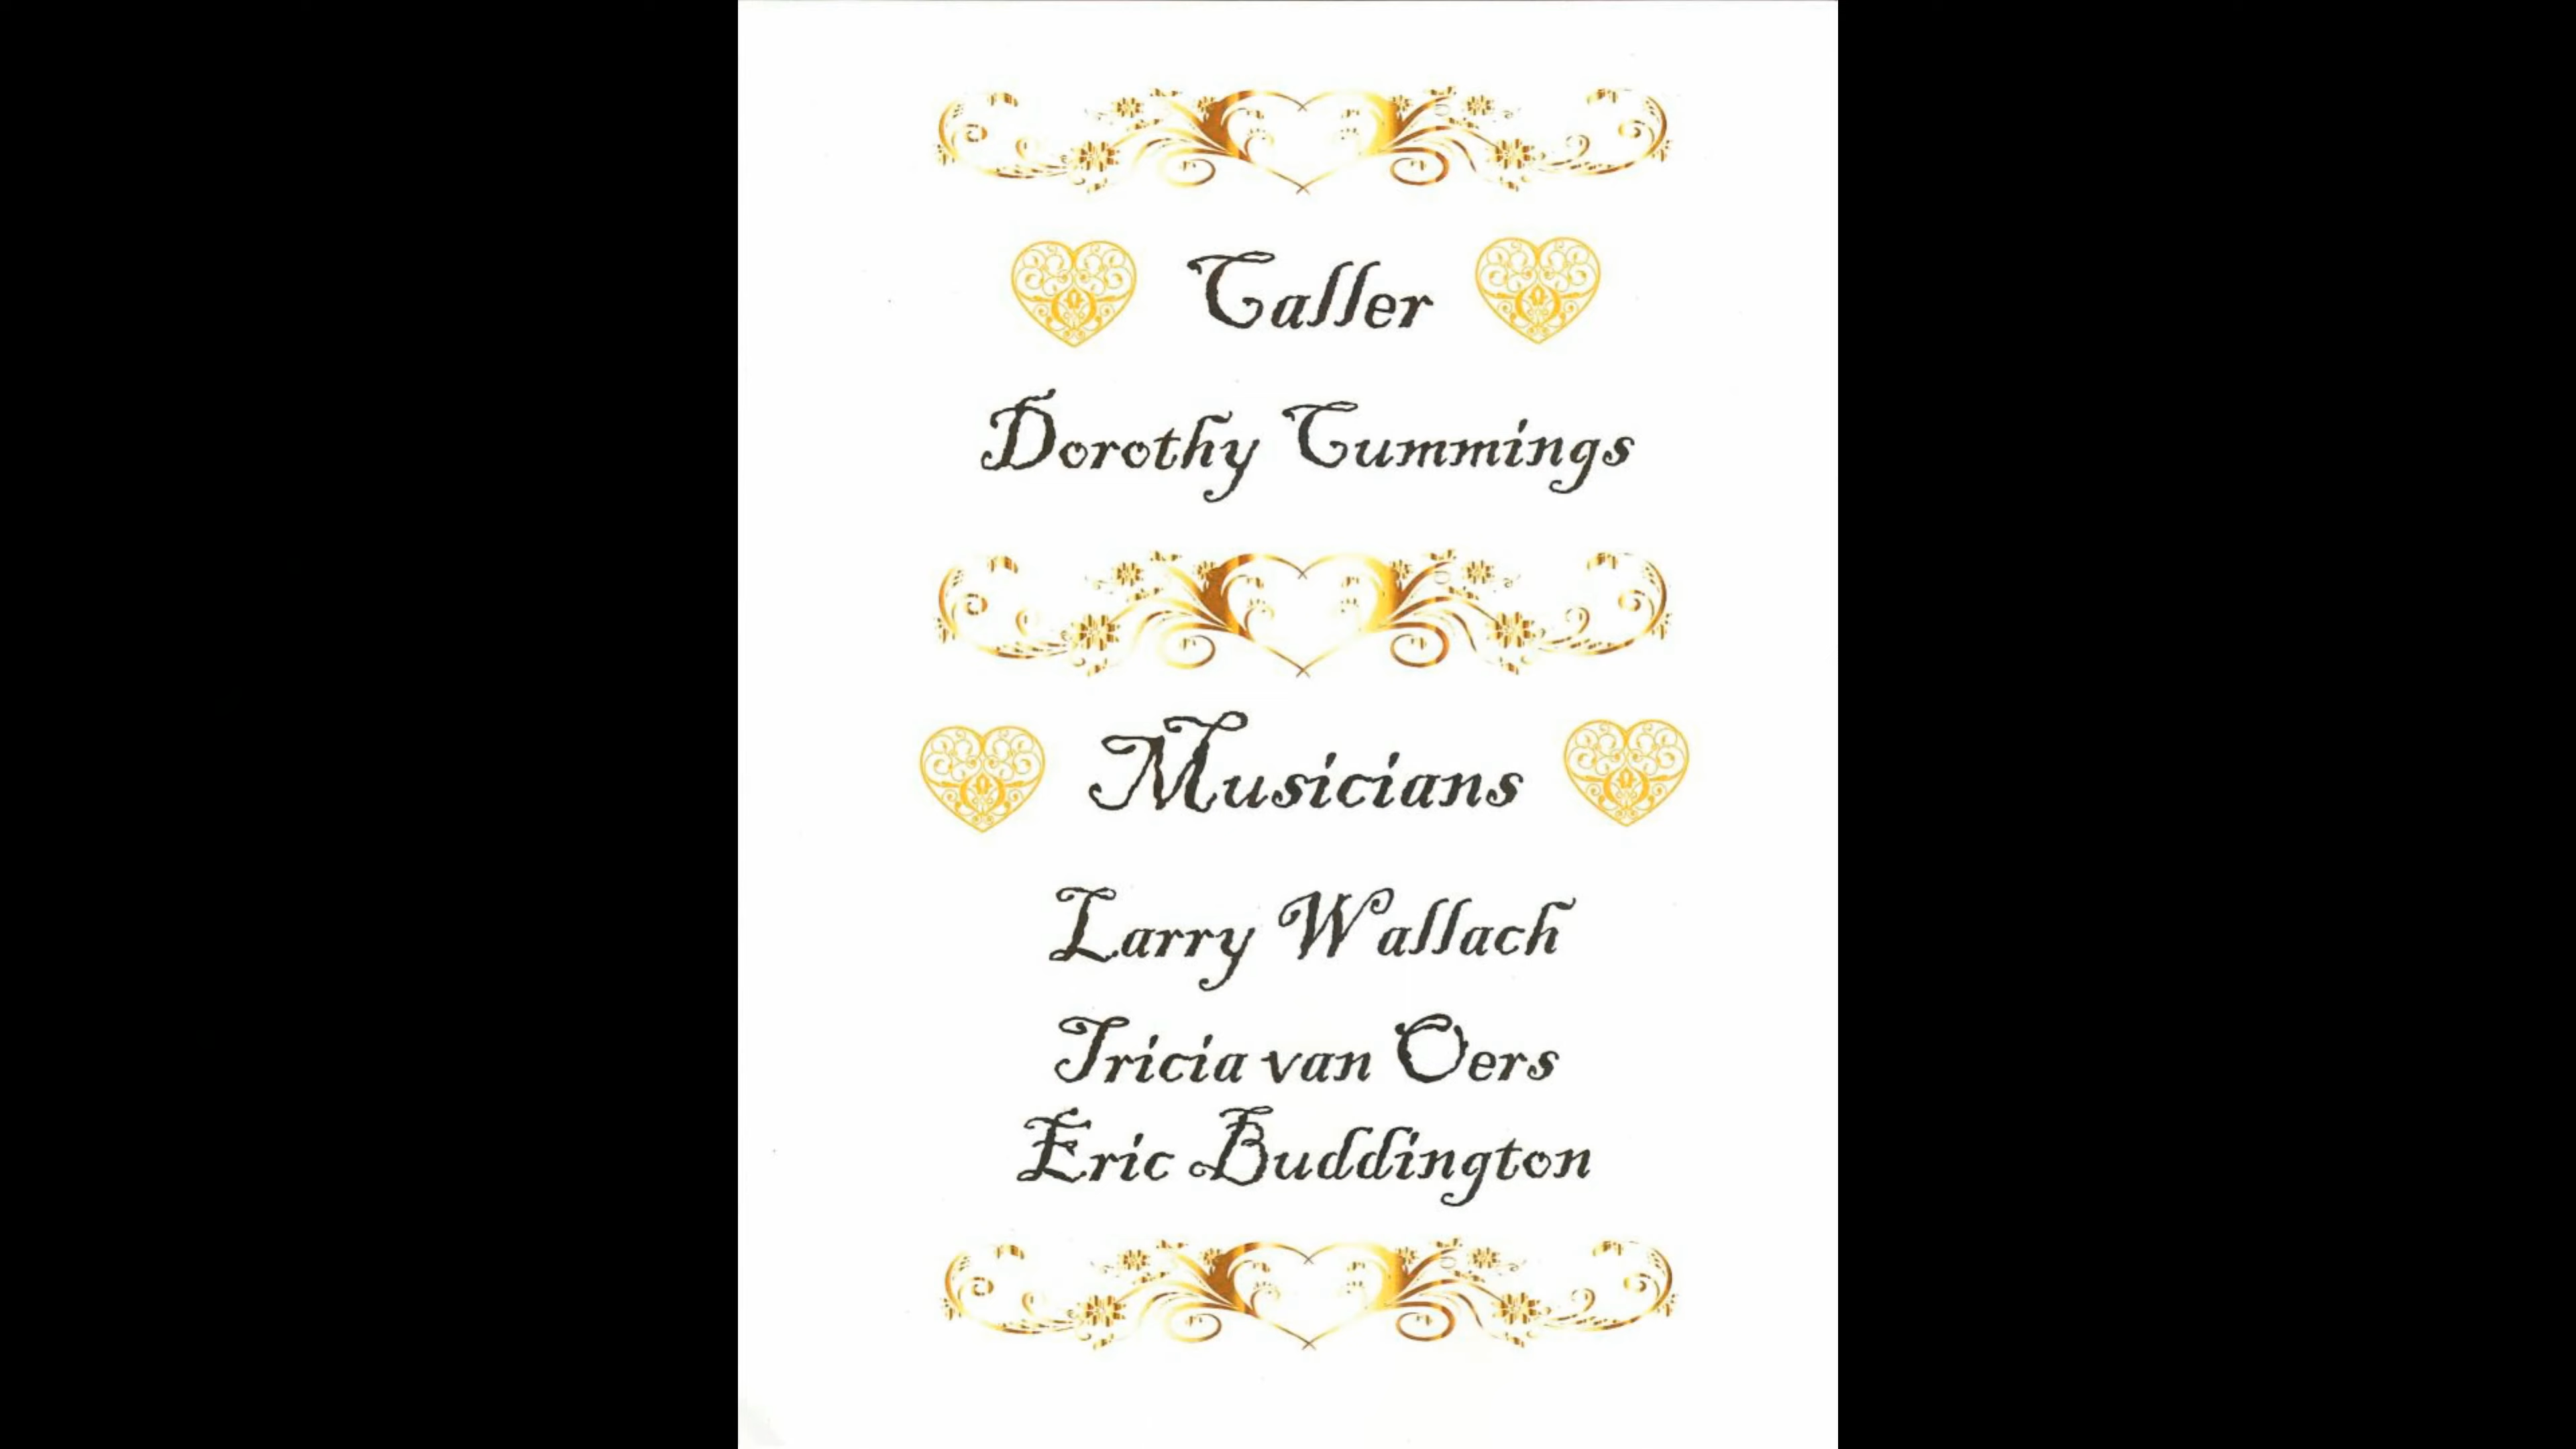 Caller
Dorothy Cummings
Musicians
Larry Wallach
Tricia van Oers
Eric Buddington